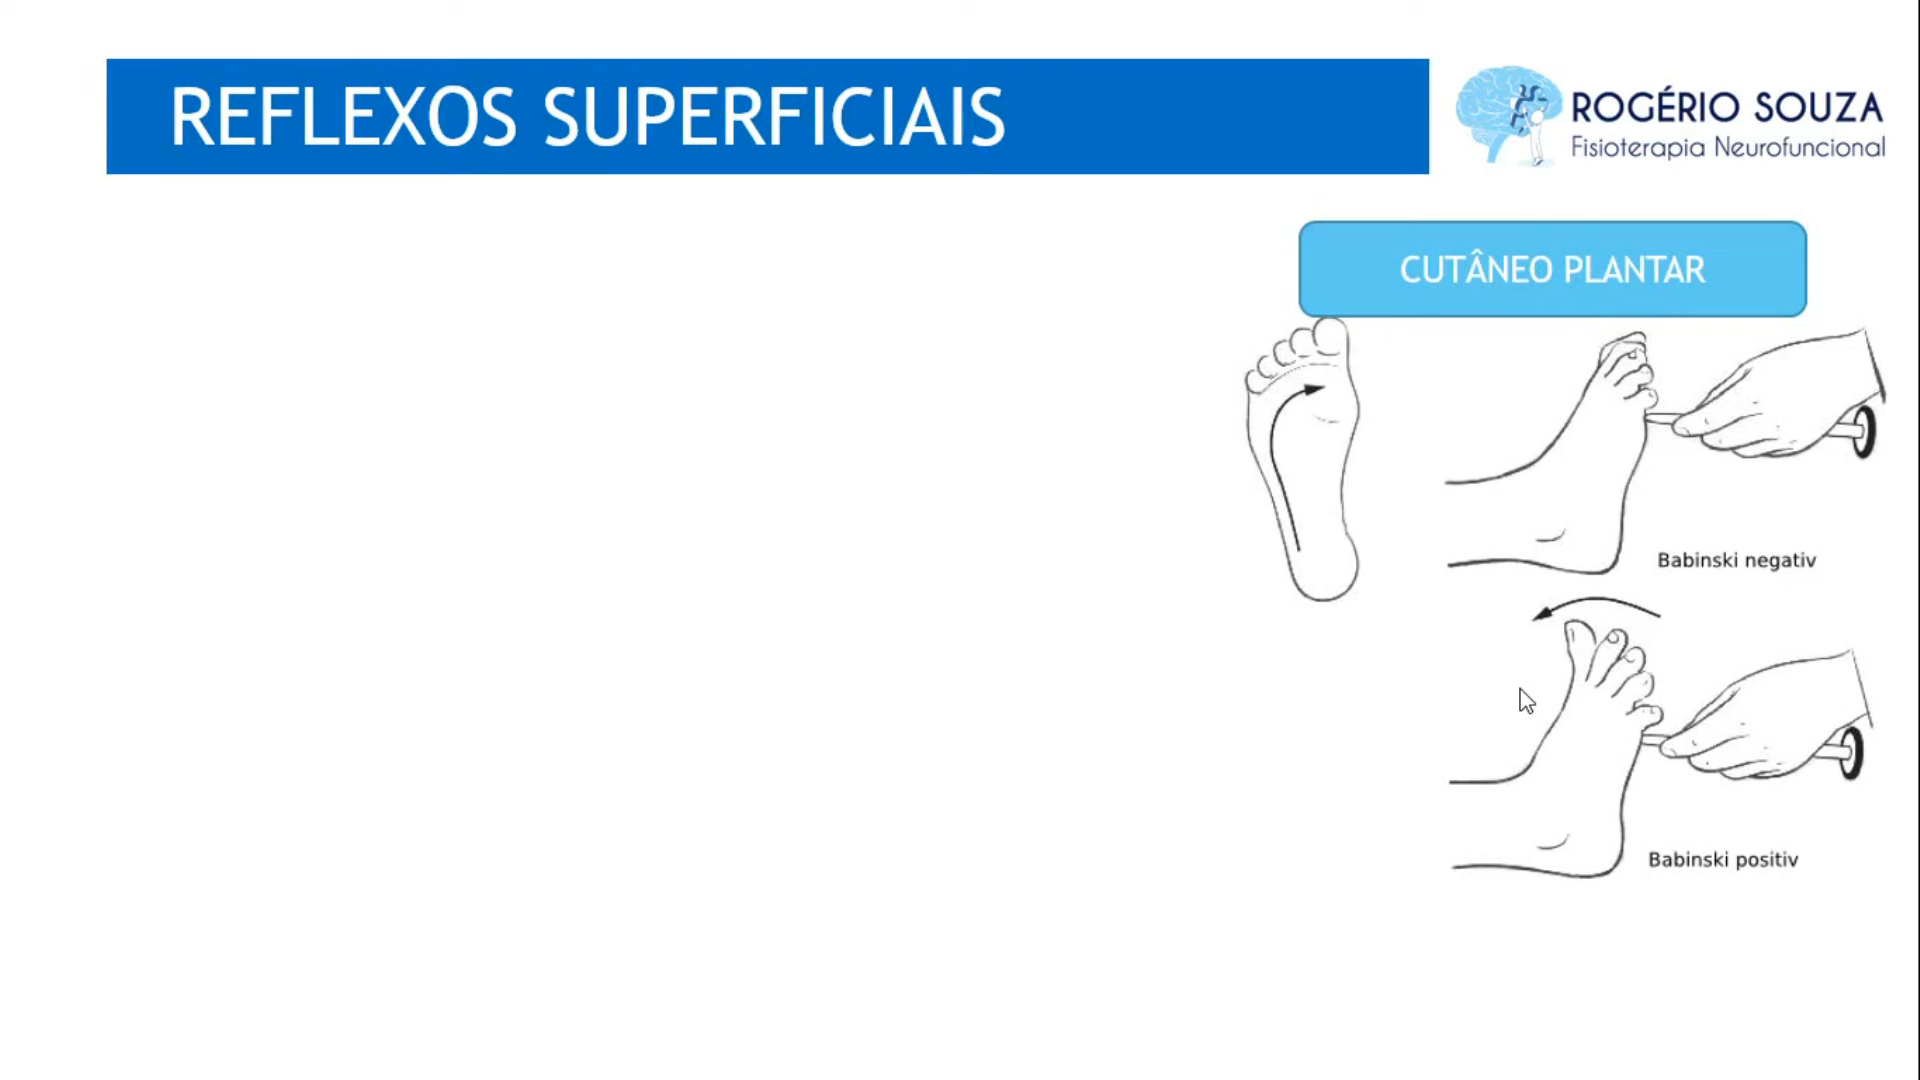 REFLEXOS SUPERFICIAIS
ROGÉRIO SOUZA
Fisioterapia Neurofuncional
CUTÂNEO PLANTAR
Babinski negativ
Babinski positiv